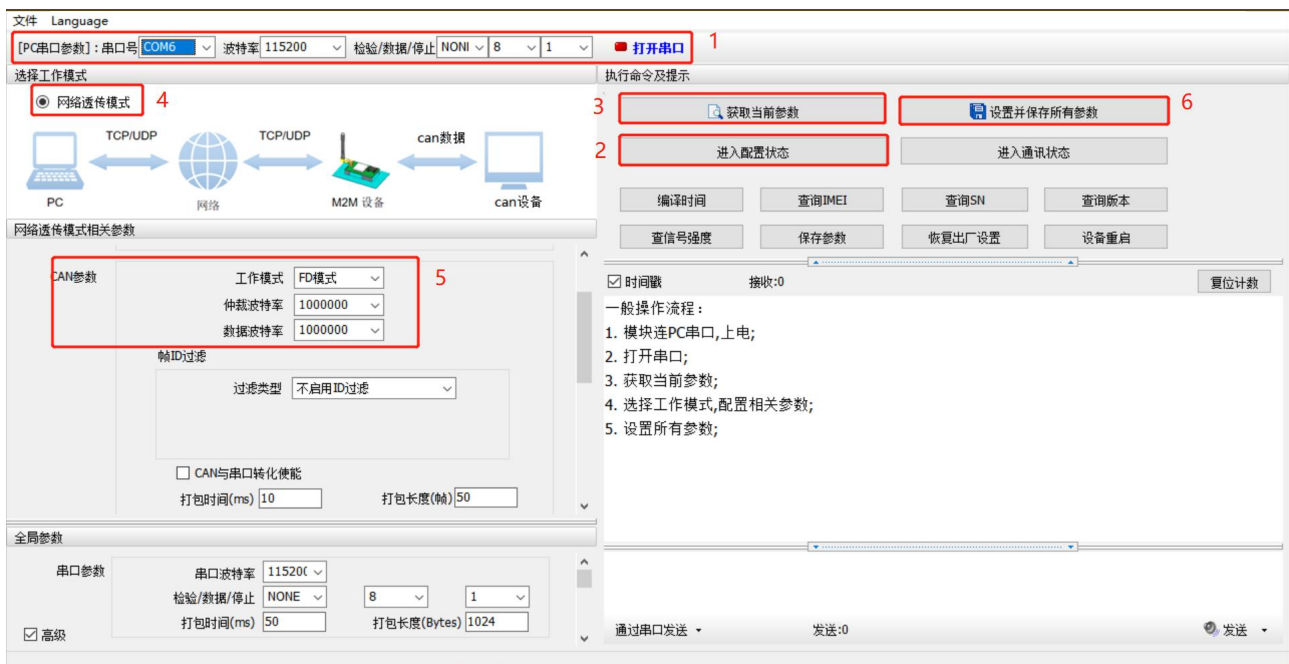 文件 Language
[PC串口参数]：串口号 COM6 波特率 115200 检验/数据/停止 NONI 8 1 打开串口 1
选择工作模式
网络透传模式 4
TCP/UDP TCP/UDP can数据
PC 网络 M2M 设备 can设备
网络透传模式相关参数
CAN参数 工作模式 FD模式 5
仲裁波特率 1000000
数据波特率 1000000
帧ID过滤
过滤类型 不启用ID过滤
CAN与串口转化使能
打包时间(ms) 10 打包长度(帧) 50
全局参数
串口参数 串口波特率 11520(
检验/数据/停止 NONE 8 1
打包时间(ms) 50 打包长度(Bytes) 1024
高级
执行命令及提示
3 获取当前参数 设置并保存所有参数 6
2 进入配置状态 进入通讯状态
编译时间 查询IMEI 查询SN 查询版本
查信号强度 保存参数 恢复出厂设置 设备重启
时间戳 接收:0 复位计数
一般操作流程：
1. 模块连PC串口,上电;
2. 打开串口;
3. 获取当前参数;
4. 选择工作模式,配置相关参数;
5. 设置所有参数;
通过串口发送 发送:0 发送